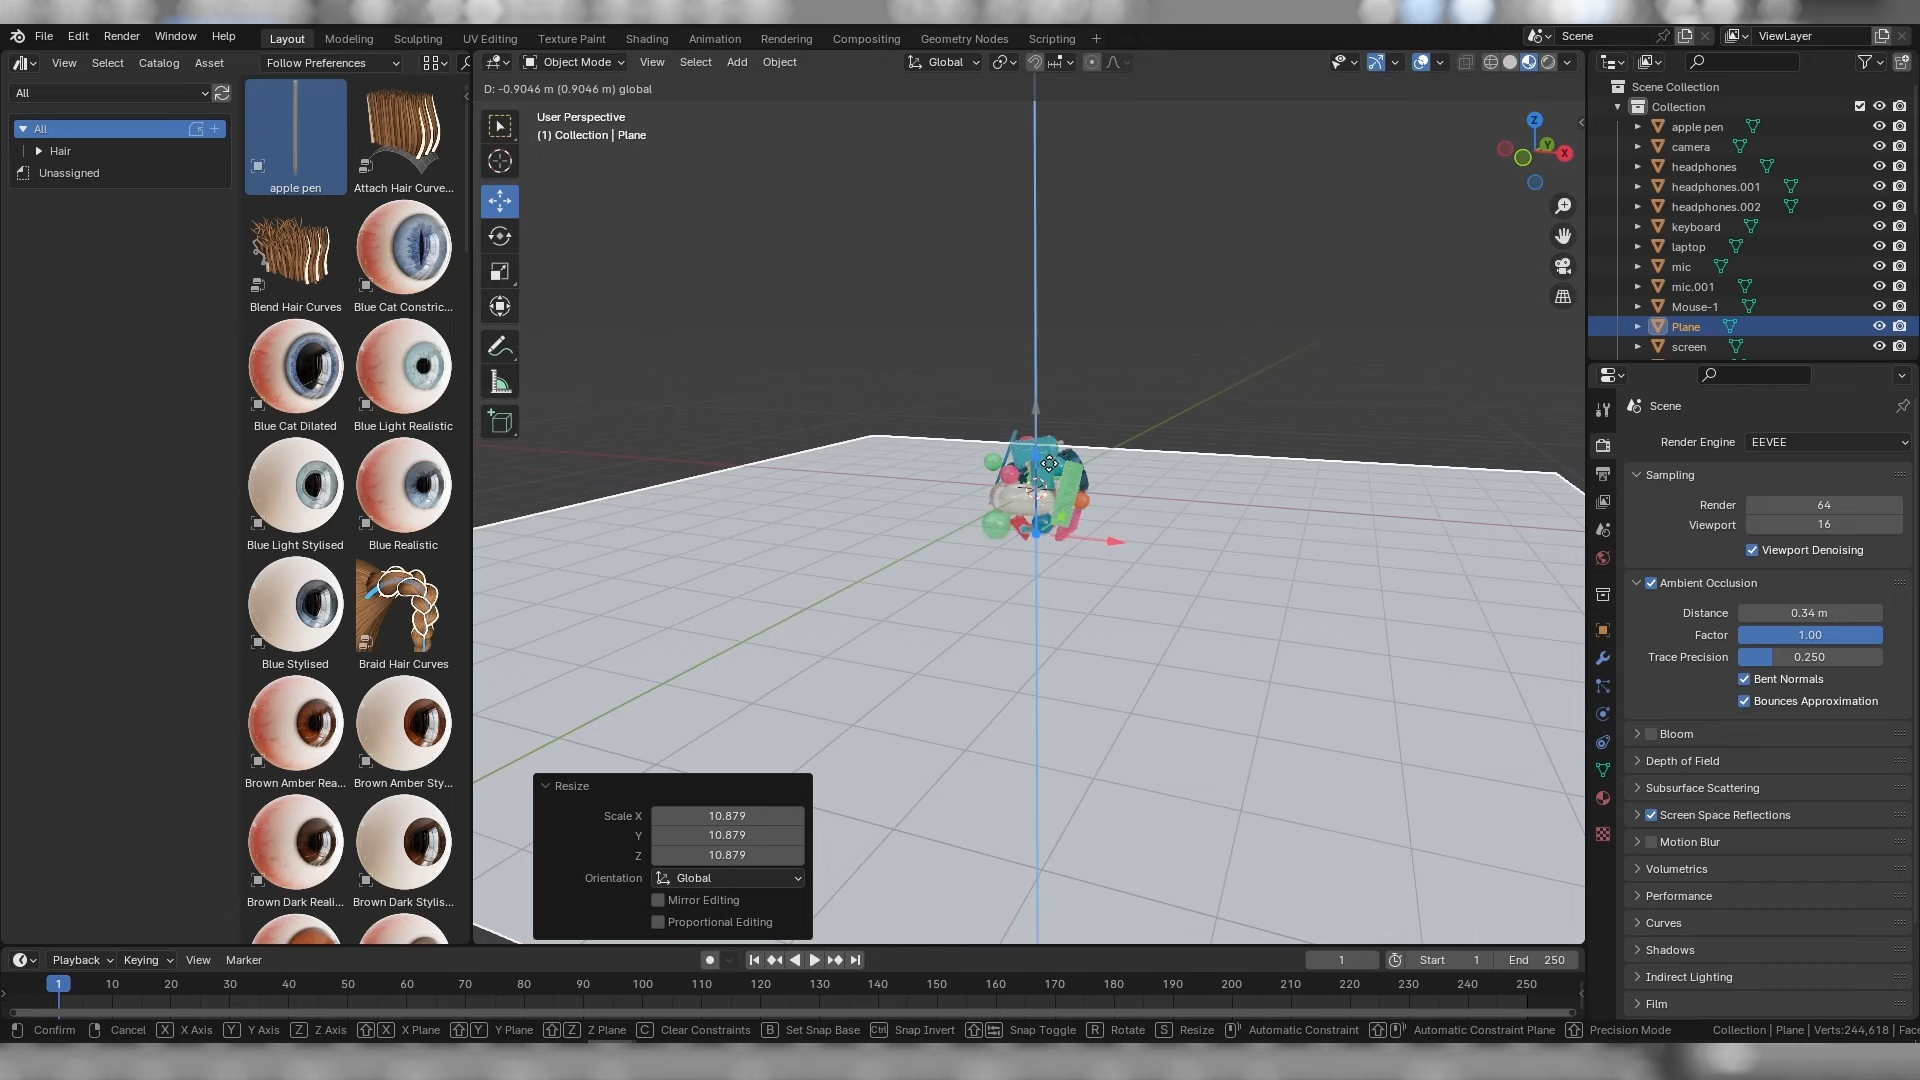 File Edit Render Window Help
Layout Modeling Sculpting UV Editing Texture Paint Shading Animation Rendering Compositing Geometry Nodes Scripting +
Scene
ViewLayer
View Select Catalog Asset
Follow Preferences
All
All
Hair
Unassigned
apple pen
Attach Hair Curve...
Blend Hair Curves
Blue Cat Constric...
Blue Cat Dilated
Blue Light Realistic
Blue Light Stylised
Blue Realistic
Blue Stylised
Braid Hair Curves
Brown Amber Rea...
Brown Amber Sty...
Brown Dark Reali...
Brown Dark Stylis...
Object Mode View Select Add Object
Global
D: -0.9046 m (0.9046 m) global
User Perspective
(1) Collection | Plane
Z
Y
X
Resize
Scale X 10.879
Y 10.879
Z 10.879
Orientation Global
Mirror Editing
Proportional Editing
Scene Collection
Collection
apple pen
camera
headphones
headphones.001
headphones.002
keyboard
laptop
mic
mic.001
Mouse-1
Plane
screen
Scene
Render Engine EEVEE
Sampling
Render 64
Viewport 16
Viewport Denoising
Ambient Occlusion
Distance 0.34 m
Factor 1.00
Trace Precision 0.250
Bent Normals
Bounces Approximation
Bloom
Depth of Field
Subsurface Scattering
Screen Space Reflections
Motion Blur
Volumetrics
Performance
Curves
Shadows
Indirect Lighting
Film
Playback Keying View Marker
1 Start 1 End 250
1 10 20 30 40 50 60 70 80 90 100 110 120 130 140 150 160 170 180 190 200 210 220 230 240 250
Confirm Cancel X X Axis Y Y Axis Z Z Axis X X Plane Y Y Plane Z Z Plane C Clear Constraints B Set Snap Base Ctrl Snap Invert Snap Toggle R Rotate S Resize Automatic Constraint Automatic Constraint Plane Precision Mode Collection | Plane | Verts:244,618 | Face